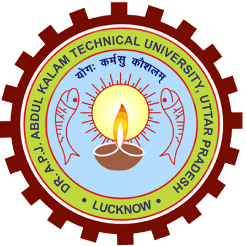 DR. A.P.J. ABDUL KALAM TECHNICAL UNIVERSITY, UTTAR PRADESH
योगः कर्मसु कौशलम्
• LUCKNOW •